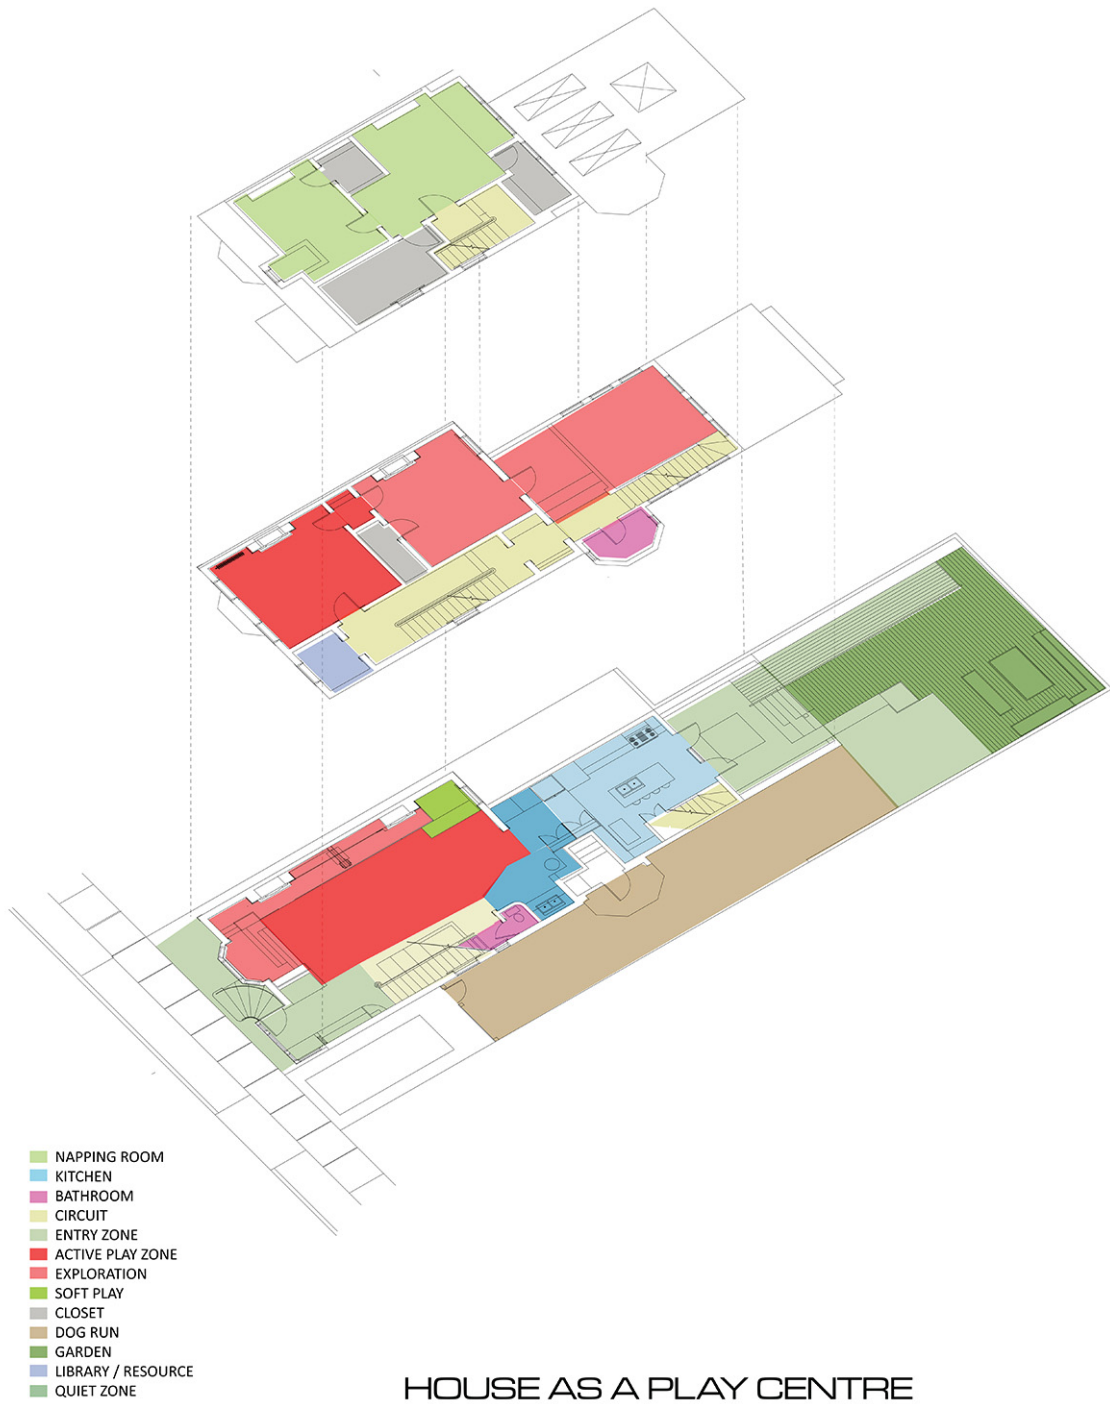 NAPPING ROOM
KITCHEN
BATHROOM
CIRCUIT
ENTRY ZONE
ACTIVE PLAY ZONE
EXPLORATION
SOFT PLAY
CLOSET
DOG RUN
GARDEN
LIBRARY / RESOURCE
QUIET ZONE
HOUSE AS A PLAY CENTRE